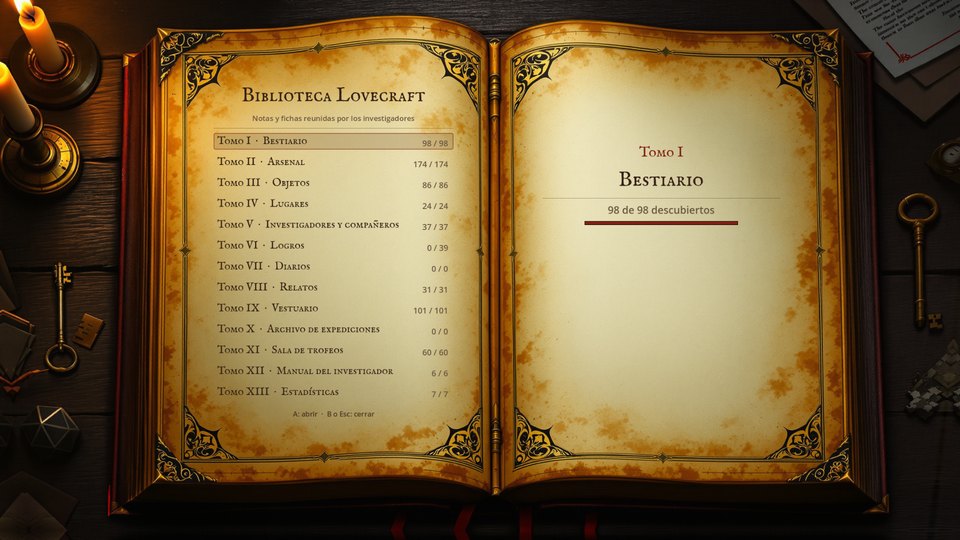 Biblioteca Lovecraft
Notas y fichas reunidas por los investigadores
Tomo I · Bestiario 98 / 98
Tomo II · Arsenal 174 / 174
Tomo III · Objetos 86 / 86
Tomo IV · Lugares 24 / 24
Tomo V · Investigadores y compañeros 37 / 37
Tomo VI · Logros 0 / 39
Tomo VII · Diarios 0 / 0
Tomo VIII · Relatos 31 / 31
Tomo IX · Vestuario 101 / 101
Tomo X · Archivo de expediciones 0 / 0
Tomo XI · Sala de trofeos 60 / 60
Tomo XII · Manual del investigador 6 / 6
Tomo XIII · Estadísticas 7 / 7
A: abrir · B o Esc: cerrar
Tomo I
Bestiario
98 de 98 descubiertos